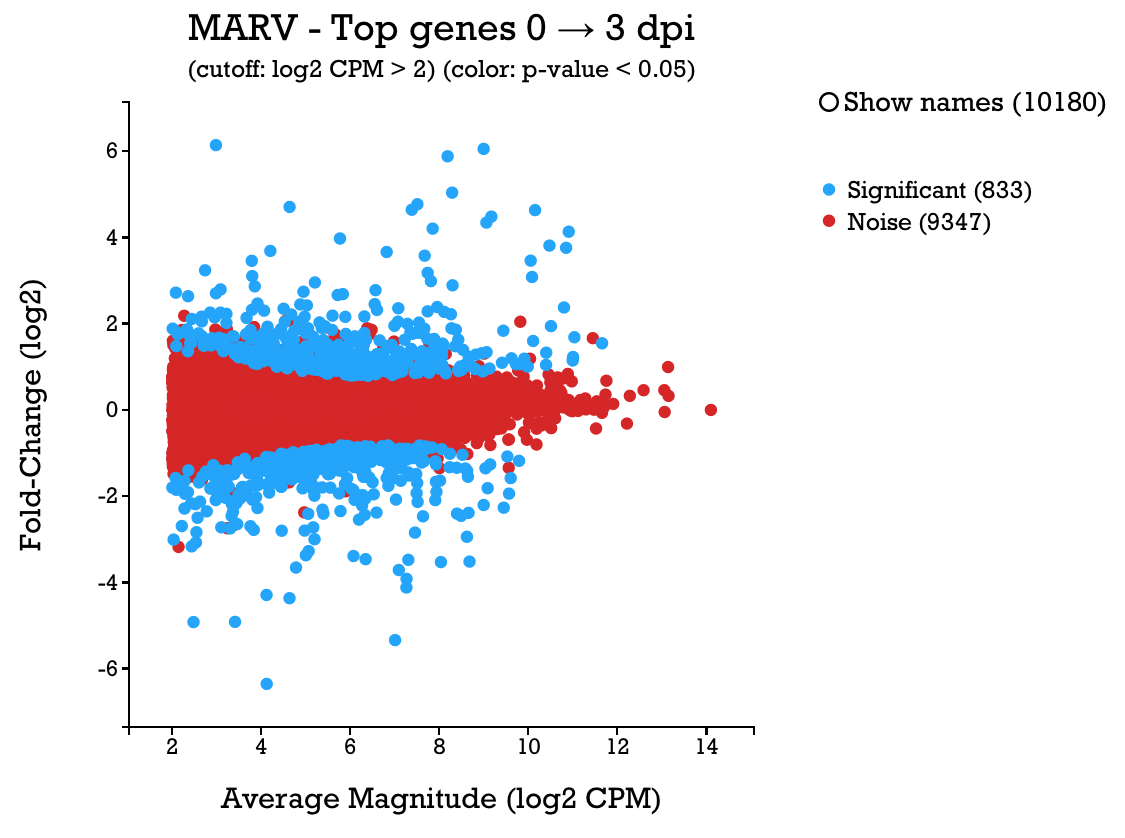 MARV - Top genes 0 → 3 dpi
(cutoff: log2 CPM > 2) (color: p-value < 0.05)
Show names (10180)
Significant (833)
Noise (9347)
Fold-Change (log2)
6
4
2
0
-2
-4
-6
2 4 6 8 10 12 14
Average Magnitude (log2 CPM)